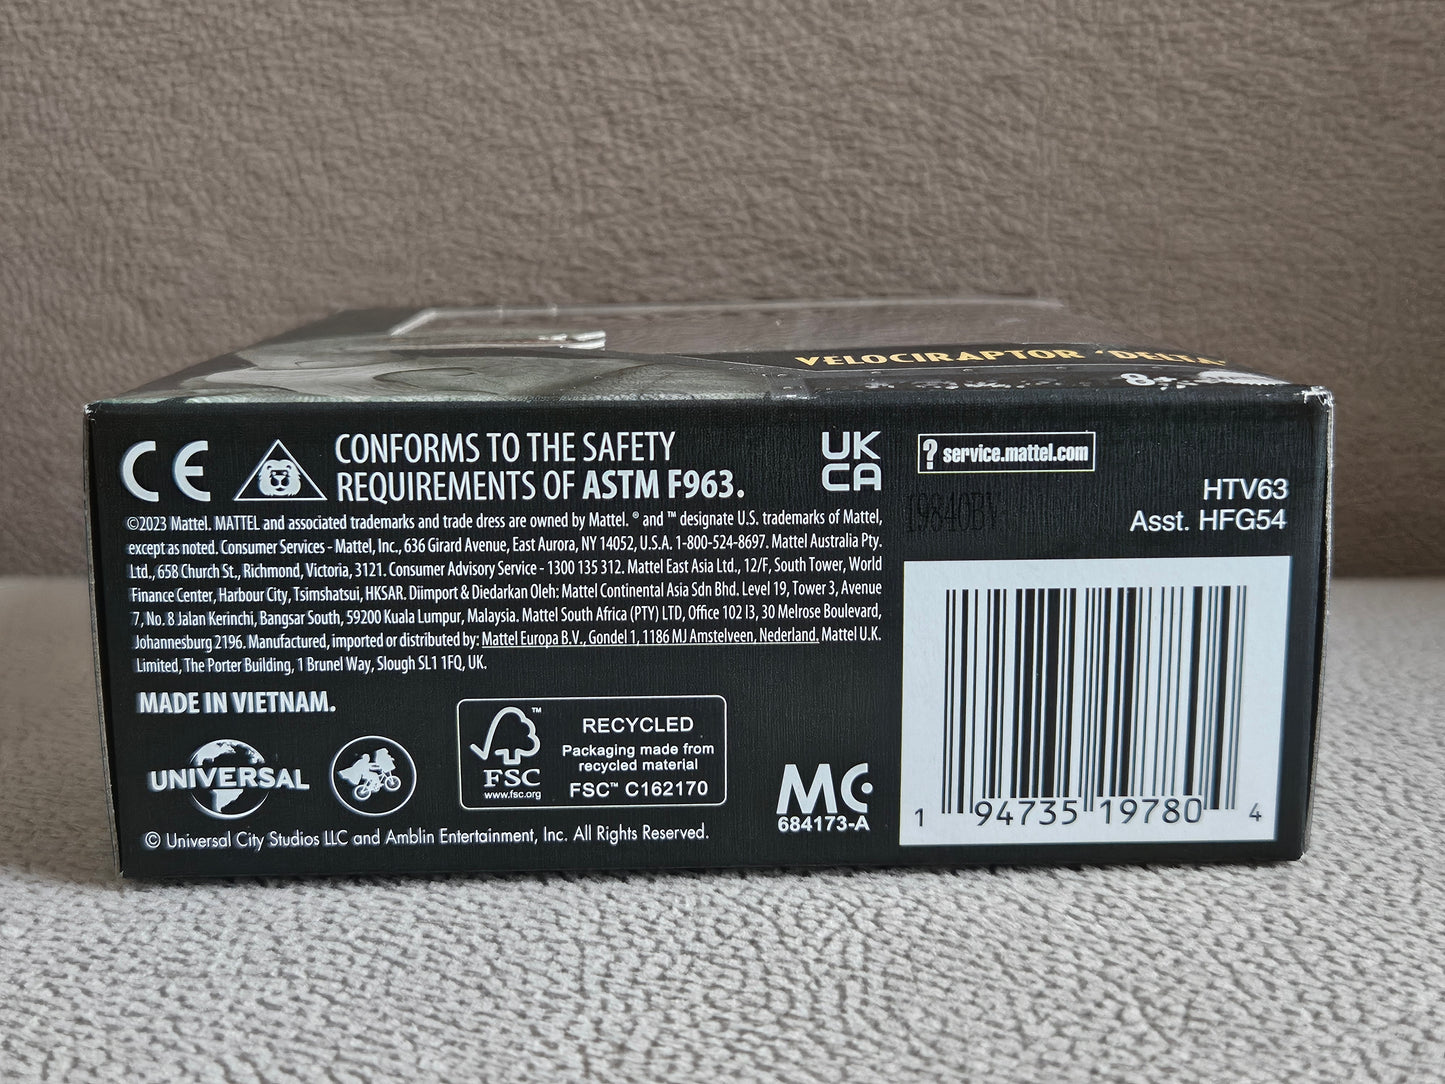 VELOCIRAPTOR 'DELTA'
8+
CE
CONFORMS TO THE SAFETY
REQUIREMENTS OF ASTM F963.
UK
CA
? service.mattel.com
19840BV
HTV63
Asst. HFG54
©2023 Mattel. MATTEL and associated trademarks and trade dress are owned by Mattel. ® and ™ designate U.S. trademarks of Mattel,
except as noted. Consumer Services - Mattel, Inc., 636 Girard Avenue, East Aurora, NY 14052, U.S.A. 1-800-524-8697. Mattel Australia Pty.
Ltd., 658 Church St., Richmond, Victoria, 3121. Consumer Advisory Service - 1300 135 312. Mattel East Asia Ltd., 12/F, South Tower, World
Finance Center, Harbour City, Tsimshatsui, HKSAR. Diimport & Diedarkan Oleh: Mattel Continental Asia Sdn Bhd. Level 19, Tower 3, Avenue
7, No. 8 Jalan Kerinchi, Bangsar South, 59200 Kuala Lumpur, Malaysia. Mattel South Africa (PTY) LTD, Office 102 I3, 30 Melrose Boulevard,
Johannesburg 2196. Manufactured, imported or distributed by: Mattel Europa B.V., Gondel 1, 1186 MJ Amstelveen, Nederland. Mattel U.K.
Limited, The Porter Building, 1 Brunel Way, Slough SL1 1FQ, UK.
MADE IN VIETNAM.
UNIVERSAL
FSC
www.fsc.org
RECYCLED
Packaging made from
recycled material
FSC™ C162170
MC
684173-A
1 94735 19780 4
© Universal City Studios LLC and Amblin Entertainment, Inc. All Rights Reserved.